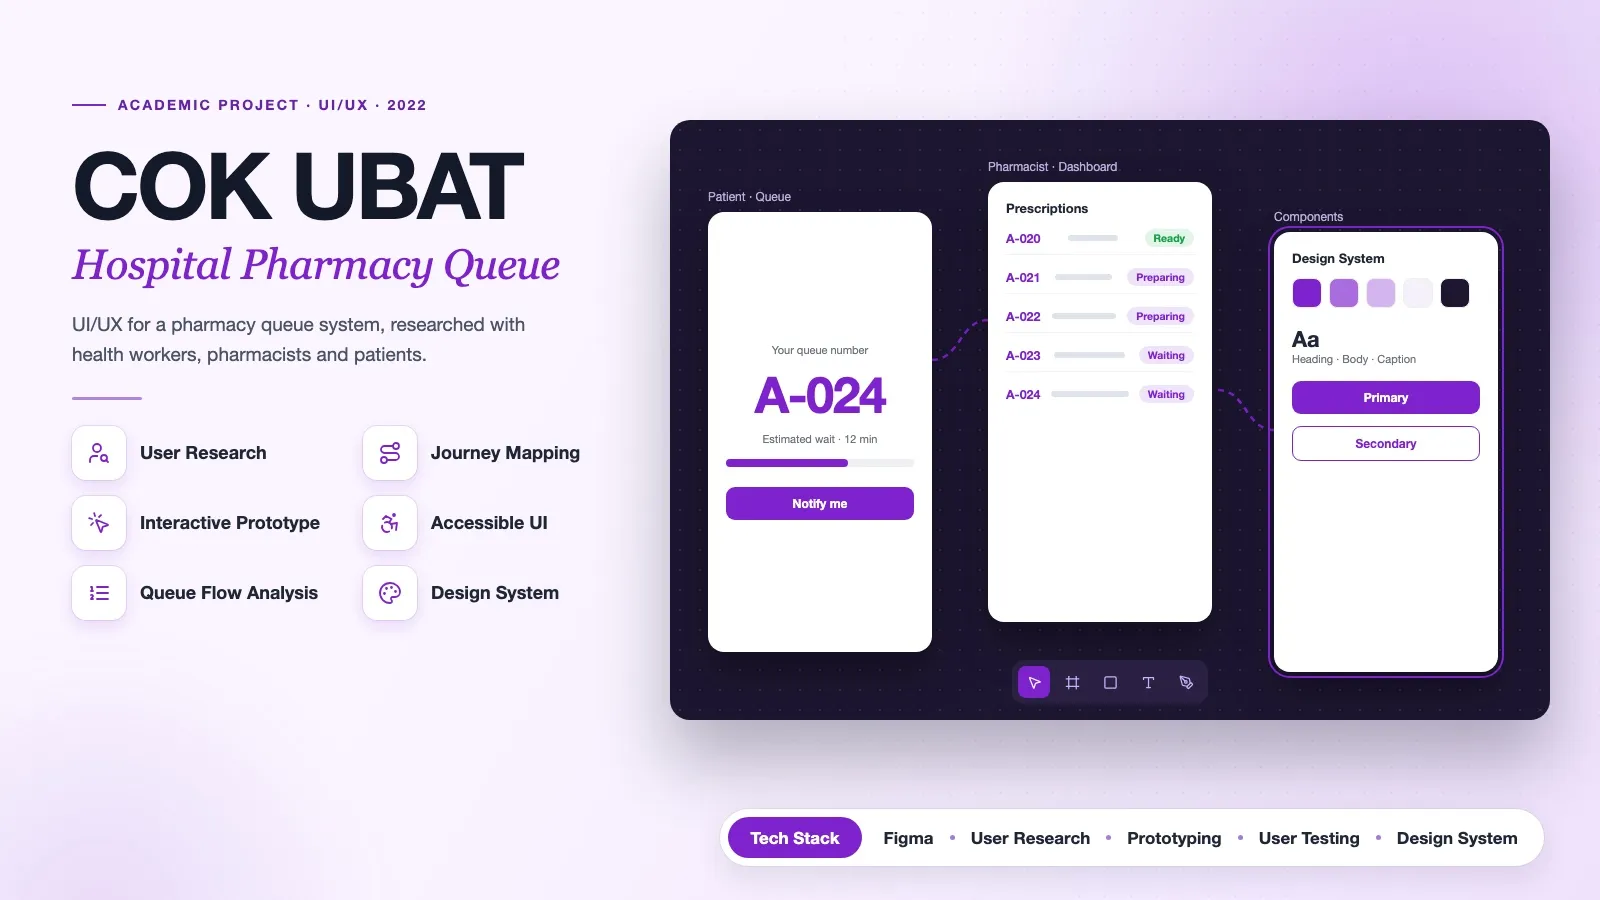 ACADEMIC PROJECT · UI/UX · 2022
COK UBAT
Hospital Pharmacy Queue
UI/UX for a pharmacy queue system, researched with
health workers, pharmacists and patients.
User Research
Journey Mapping
Interactive Prototype
Accessible UI
Queue Flow Analysis
Design System
Patient · Queue
Your queue number
A-024
Estimated wait · 12 min
Notify me
Pharmacist · Dashboard
Prescriptions
A-020 Ready
A-021 Preparing
A-022 Preparing
A-023 Waiting
A-024 Waiting
Components
Design System
Aa
Heading · Body · Caption
Primary
Secondary
Tech Stack Figma • User Research • Prototyping • User Testing • Design System